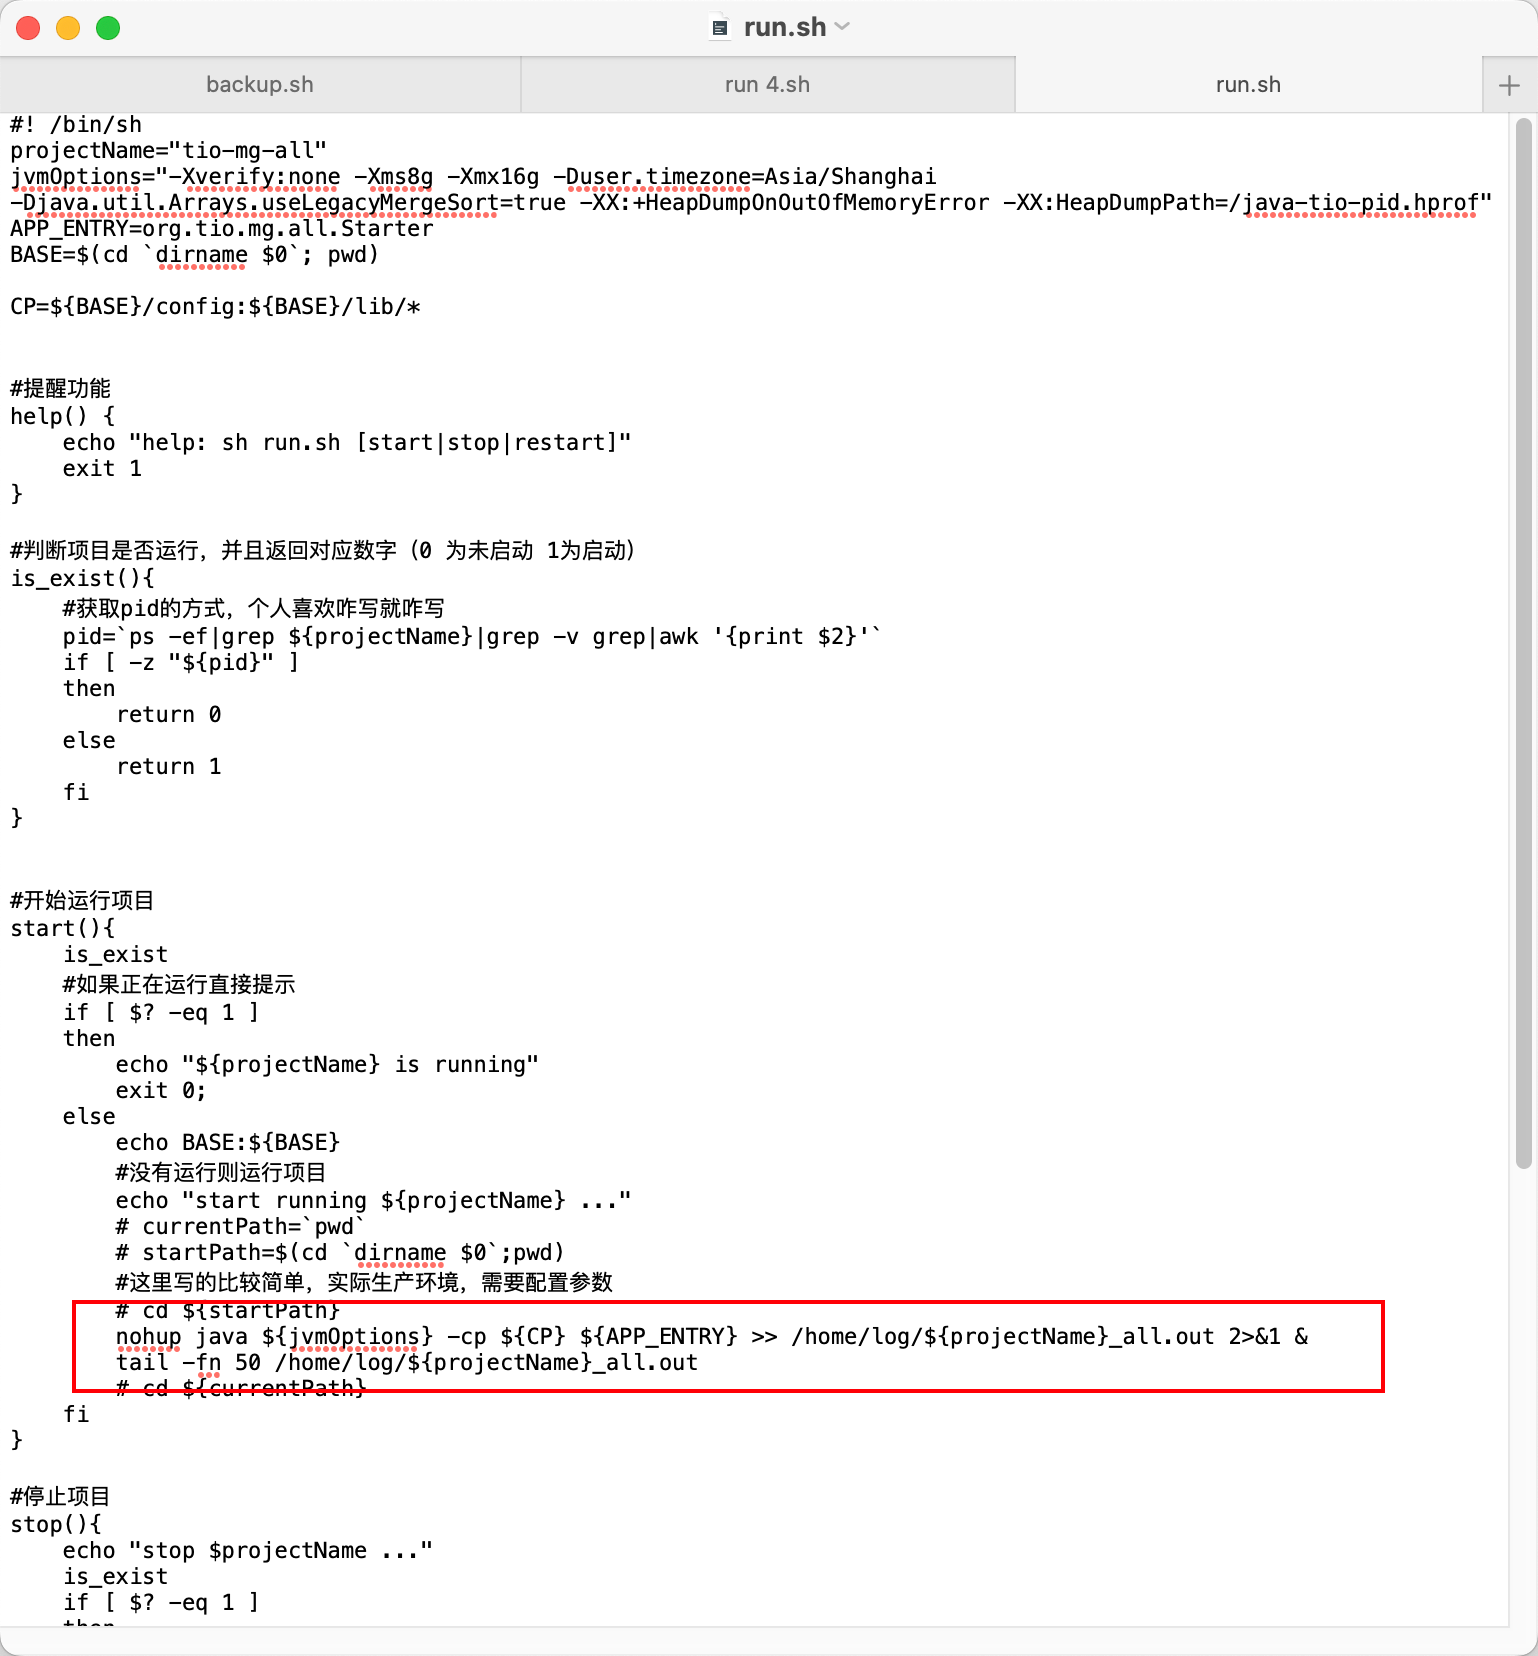 run.sh
backup.sh
run 4.sh
run.sh
#! /bin/sh
projectName="tio-mg-all"
jvmOptions="-Xverify:none -Xms8g -Xmx16g -Duser.timezone=Asia/Shanghai
-Djava.util.Arrays.useLegacyMergeSort=true -XX:+HeapDumpOnOutOfMemoryError -XX:HeapDumpPath=/java-tio-pid.hprof"
APP_ENTRY=org.tio.mg.all.Starter
BASE=$(cd `dirname $0`; pwd)
CP=${BASE}/config:${BASE}/lib/*
#提醒功能
help() {
    echo "help: sh run.sh [start|stop|restart]"
    exit 1
}
#判断项目是否运行，并且返回对应数字（0 为未启动 1为启动）
is_exist(){
    #获取pid的方式，个人喜欢咋写就咋写
    pid=`ps -ef|grep ${projectName}|grep -v grep|awk '{print $2}'`
    if [ -z "${pid}" ]
    then
        return 0
    else
        return 1
    fi
}
#开始运行项目
start(){
    is_exist
    #如果正在运行直接提示
    if [ $? -eq 1 ]
    then
        echo "${projectName} is running"
        exit 0;
    else
        echo BASE:${BASE}
        #没有运行则运行项目
        echo "start running ${projectName} ..."
        # currentPath=`pwd`
        # startPath=$(cd `dirname $0`;pwd)
        #这里写的比较简单，实际生产环境，需要配置参数
        # cd ${startPath}
        nohup java ${jvmOptions} -cp ${CP} ${APP_ENTRY} >> /home/log/${projectName}_all.out 2>&1 &
        tail -fn 50 /home/log/${projectName}_all.out
        # cd ${currentPath}
    fi
}
#停止项目
stop(){
    echo "stop $projectName ..."
    is_exist
    if [ $? -eq 1 ]
    then